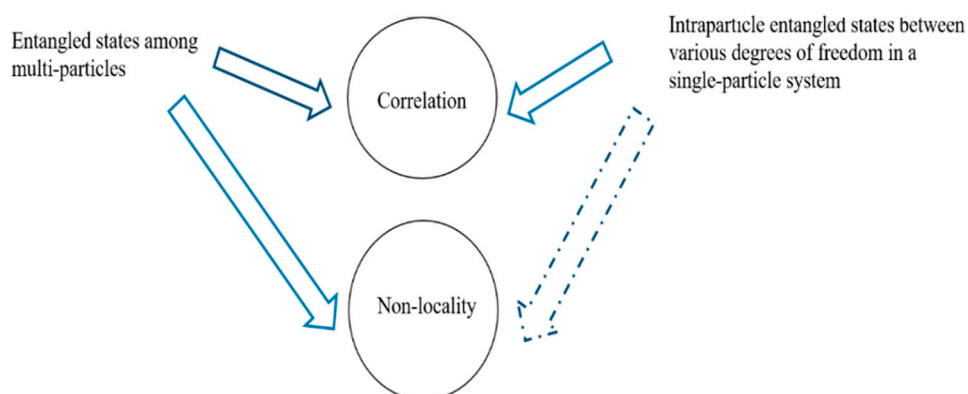 Entangled states among
multi-particles
Correlation
Intraparticle entangled states between
various degrees of freedom in a
single-particle system
Non-locality